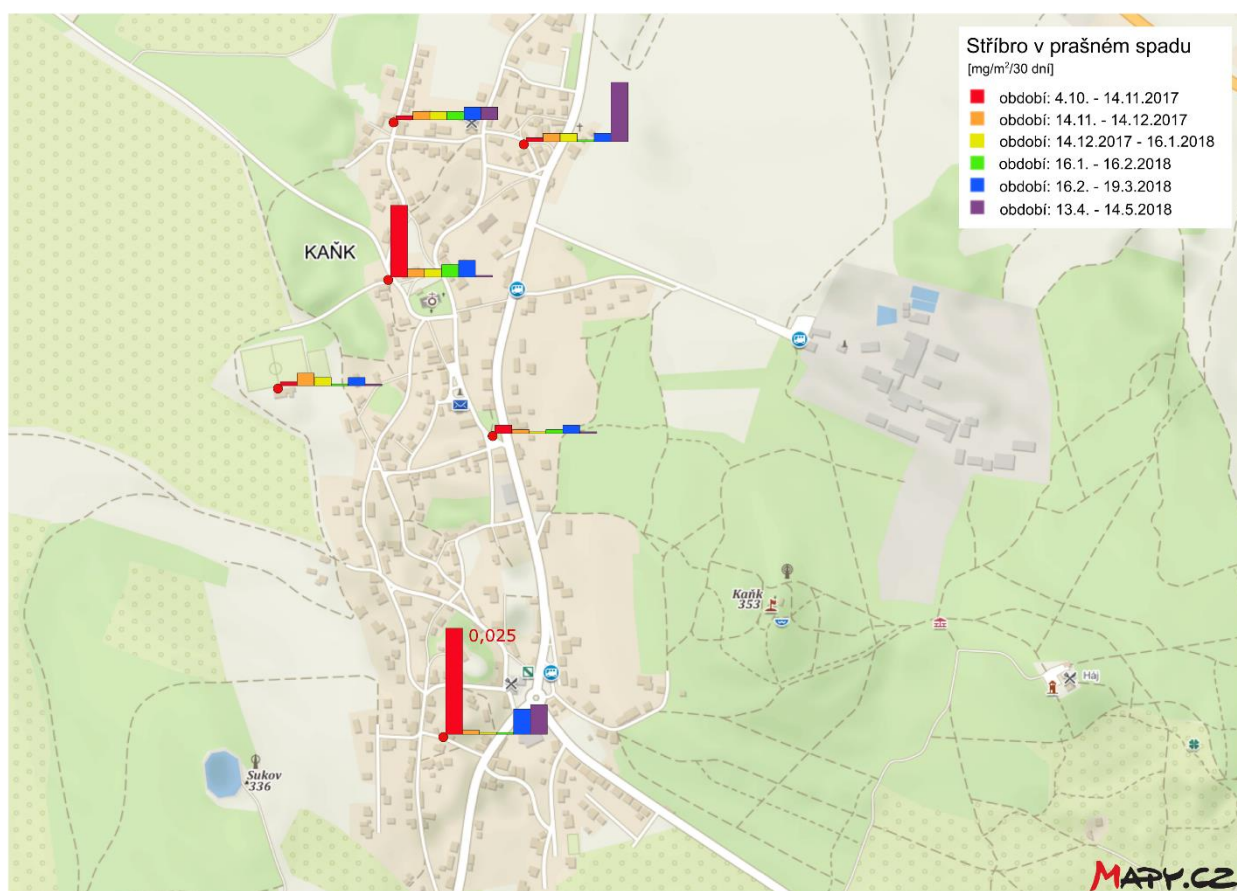 Stříbro v prašném spadu
[mg/m²/30 dní]
období: 4.10. - 14.11.2017
období: 14.11. - 14.12.2017
období: 14.12.2017 - 16.1.2018
období: 16.1. - 16.2.2018
období: 16.2. - 19.3.2018
období: 13.4. - 14.5.2018
KAŇK
Kaňk
353
0,025
Háj
Sukov
336
MAPY.CZ